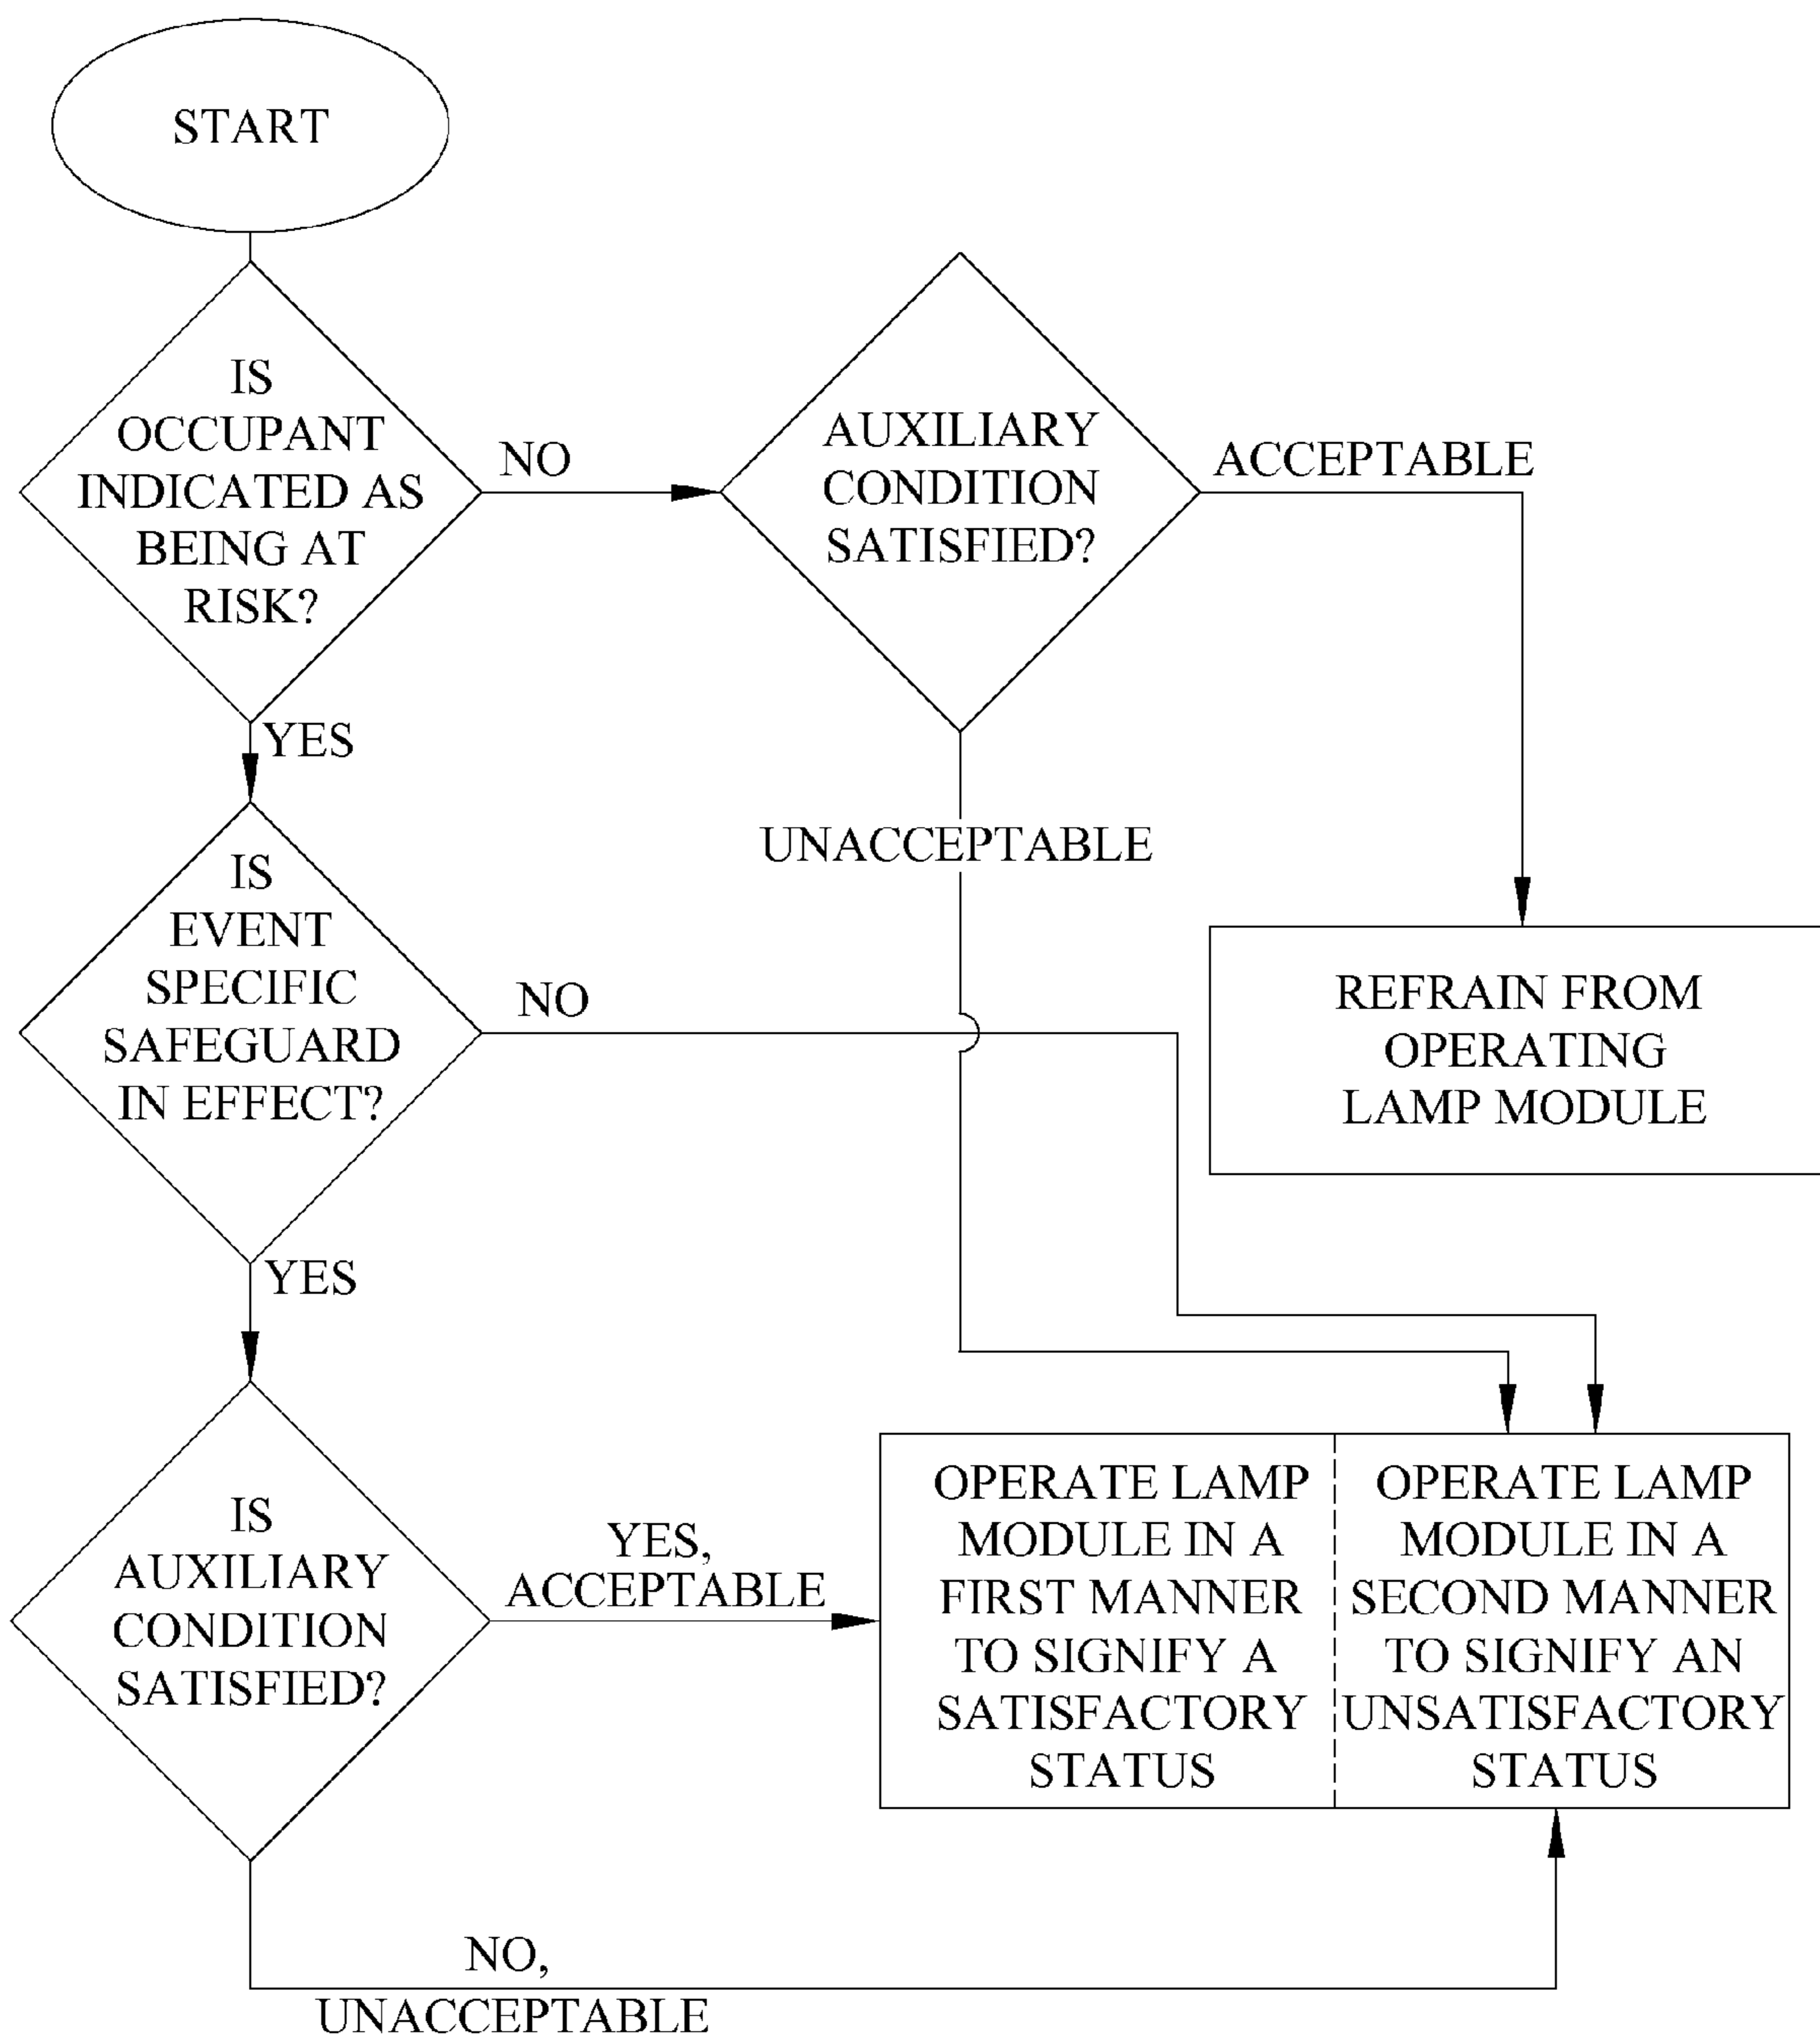 START
IS
OCCUPANT
INDICATED AS
BEING AT
RISK?
NO
AUXILIARY
CONDITION
SATISFIED?
ACCEPTABLE
YES
UNACCEPTABLE
IS
EVENT
SPECIFIC
SAFEGUARD
IN EFFECT?
NO
REFRAIN FROM
OPERATING
LAMP MODULE
YES
IS
AUXILIARY
CONDITION
SATISFIED?
YES,
ACCEPTABLE
OPERATE LAMP
MODULE IN A
FIRST MANNER
TO SIGNIFY A
SATISFACTORY
STATUS
OPERATE LAMP
MODULE IN A
SECOND MANNER
TO SIGNIFY AN
UNSATISFACTORY
STATUS
NO,
UNACCEPTABLE